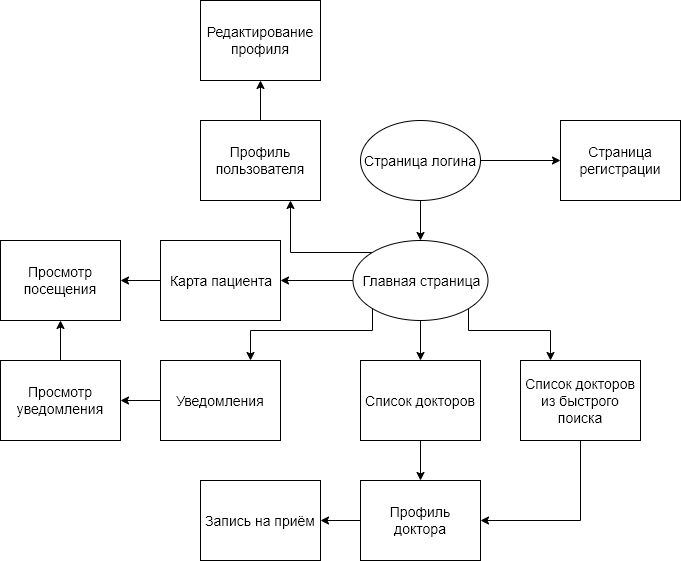 Редактирование
профиля
Профиль
пользователя
Страница логина
Страница
регистрации
Просмотр
посещения
Карта пациента
Главная страница
Просмотр
уведомления
Уведомления
Список докторов
Список докторов
из быстрого
поиска
Запись на приём
Профиль
доктора